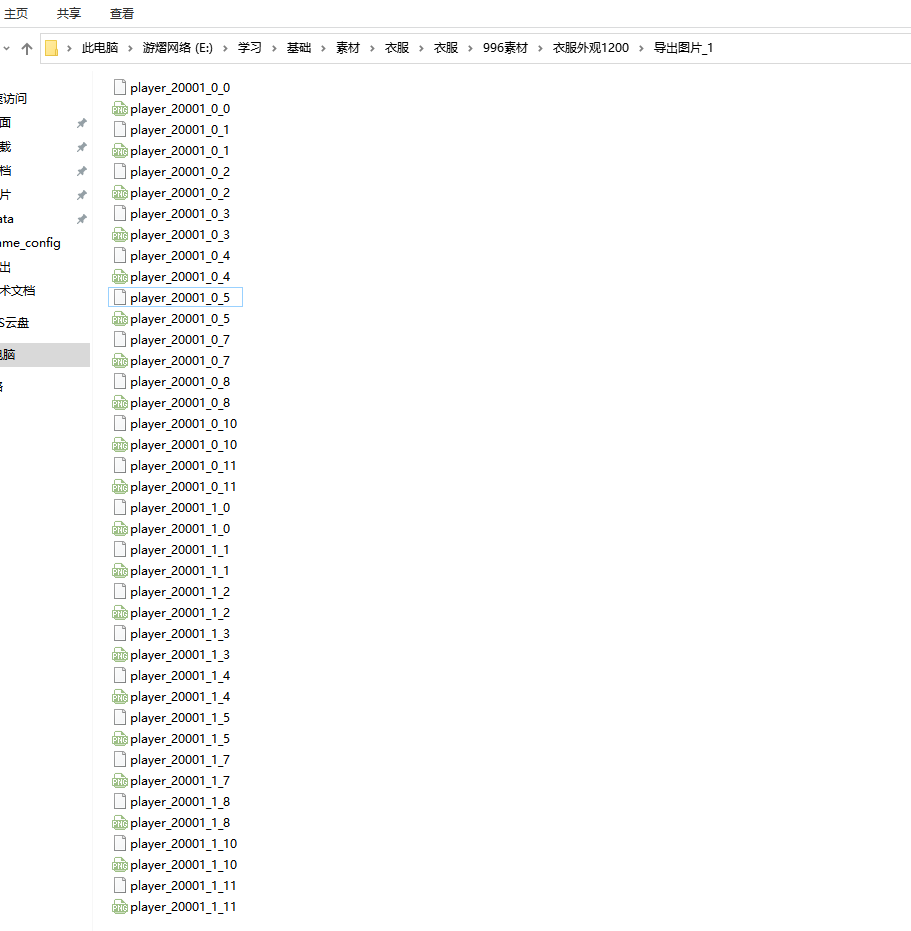 主页 共享 查看
此电脑 游熠网络 (E:) 学习 基础 素材 衣服 衣服 996素材 衣服外观1200 导出图片_1
速访问
面
载
档
片
ata
ame_config
出
术文档
S云盘
电脑
络
player_20001_0_0
player_20001_0_0
player_20001_0_1
player_20001_0_1
player_20001_0_2
player_20001_0_2
player_20001_0_3
player_20001_0_3
player_20001_0_4
player_20001_0_4
player_20001_0_5
player_20001_0_5
player_20001_0_7
player_20001_0_7
player_20001_0_8
player_20001_0_8
player_20001_0_10
player_20001_0_10
player_20001_0_11
player_20001_0_11
player_20001_1_0
player_20001_1_0
player_20001_1_1
player_20001_1_1
player_20001_1_2
player_20001_1_2
player_20001_1_3
player_20001_1_3
player_20001_1_4
player_20001_1_4
player_20001_1_5
player_20001_1_5
player_20001_1_7
player_20001_1_7
player_20001_1_8
player_20001_1_8
player_20001_1_10
player_20001_1_10
player_20001_1_11
player_20001_1_11